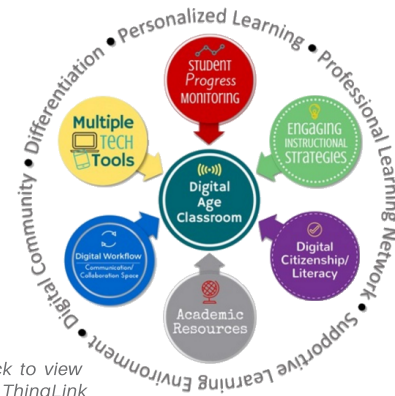 Differentiation • Personalized Learning • Professional Learning Network • Supportive Learning Environment • Digital Community •
STUDENT
Progress
MONITORING
Multiple
TECH
Tools
ENGAGING
INSTRUCTIONAL
STRATEGIES
Digital
Age
Classroom
Digital Workflow
Communication/
Collaboration Space
Digital
Citizenship/
Literacy
Academic
Resources
to view
ThingLink